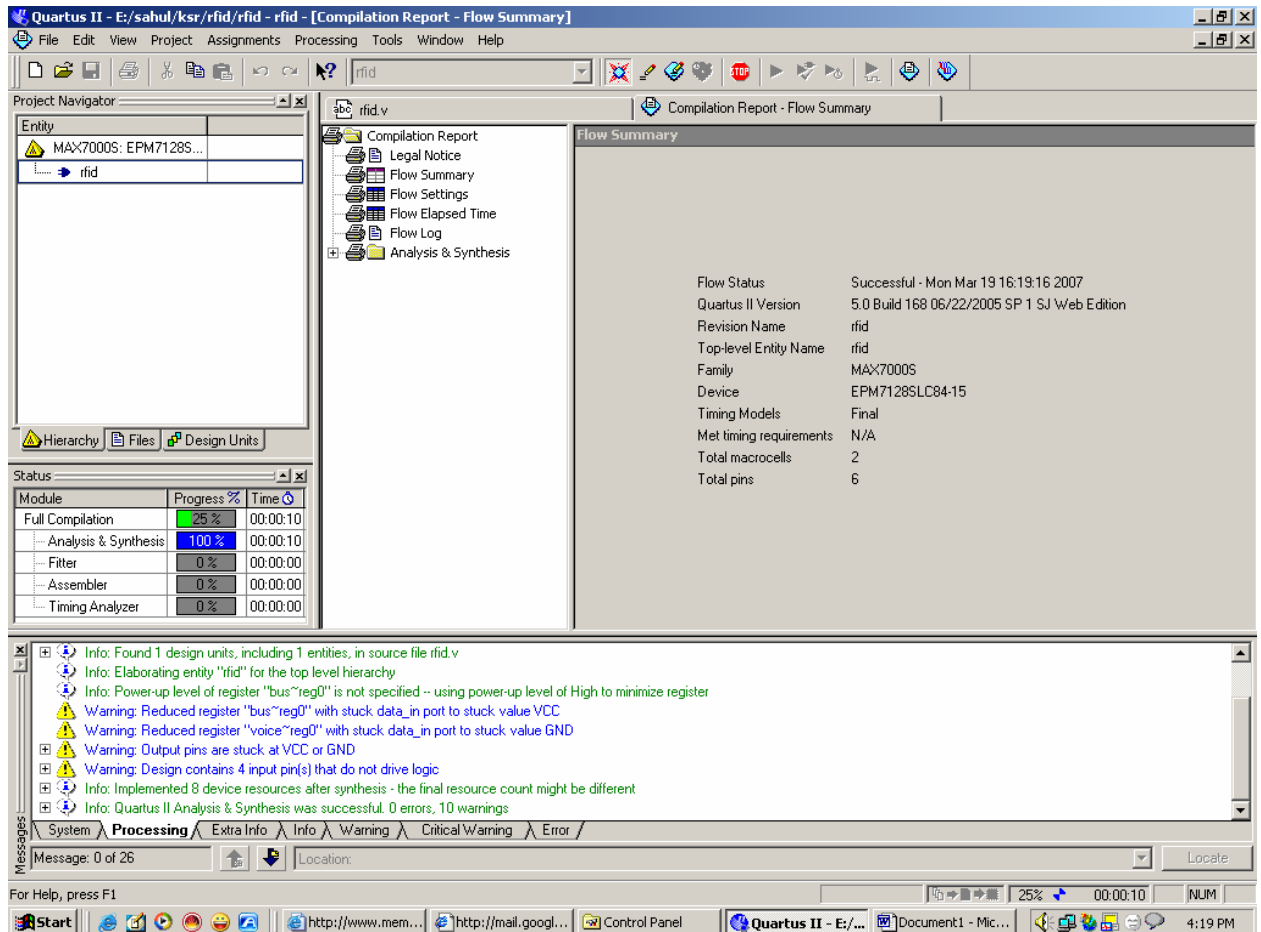 Quartus II - E:/sahul/ksr/rfid/rfid - rfid - [Compilation Report - Flow Summary]
File Edit View Project Assignments Processing Tools Window Help
rfid
STOP
Project Navigator
Entity
MAX7000S: EPM7128S...
rfid
Hierarchy Files Design Units
Status
Module Progress % Time
Full Compilation 25 % 00:00:10
Analysis & Synthesis 100 % 00:00:10
Fitter 0 % 00:00:00
Assembler 0 % 00:00:00
Timing Analyzer 0 % 00:00:00
abc rfid.v
Compilation Report - Flow Summary
Compilation Report
Legal Notice
Flow Summary
Flow Settings
Flow Elapsed Time
Flow Log
Analysis & Synthesis
Flow Summary
Flow Status Successful - Mon Mar 19 16:19:16 2007
Quartus II Version 5.0 Build 168 06/22/2005 SP 1 SJ Web Edition
Revision Name rfid
Top-level Entity Name rfid
Family MAX7000S
Device EPM7128SLC84-15
Timing Models Final
Met timing requirements N/A
Total macrocells 2
Total pins 6
Info: Found 1 design units, including 1 entities, in source file rfid.v
Info: Elaborating entity "rfid" for the top level hierarchy
Info: Power-up level of register "bus~reg0" is not specified -- using power-up level of High to minimize register
Warning: Reduced register "bus~reg0" with stuck data_in port to stuck value VCC
Warning: Reduced register "voice~reg0" with stuck data_in port to stuck value GND
Warning: Output pins are stuck at VCC or GND
Warning: Design contains 4 input pin(s) that do not drive logic
Info: Implemented 8 device resources after synthesis - the final resource count might be different
Info: Quartus II Analysis & Synthesis was successful. 0 errors, 10 warnings
System Processing Extra Info Info Warning Critical Warning Error
Messages
Message: 0 of 26 Location: Locate
For Help, press F1 25% 00:00:10 NUM
Start http://www.mem... http://mail.googl... Control Panel Quartus II - E:/... Document1 - Mic... 4:19 PM